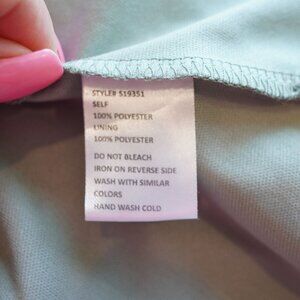 STYLE# S19351
SELF
100% POLYESTER
LINING
100% POLYESTER
DO NOT BLEACH
IRON ON REVERSE SIDE
WASH WITH SIMILAR
COLORS
HAND WASH COLD